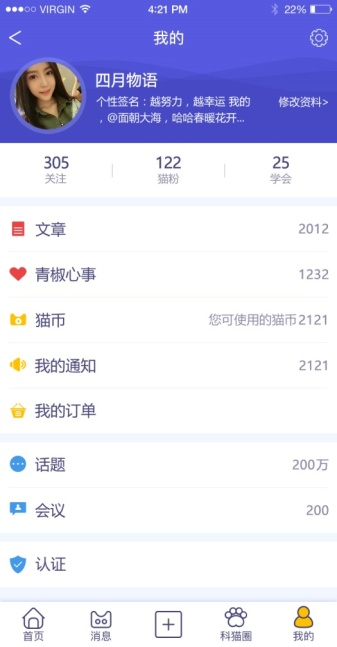 VIRGIN 4:21 PM 22%
我的
四月物语
个性签名：越努力，越幸运 我的
，@面朝大海，哈哈春暖花开...
修改资料>
305 122 25
关注 猫粉 学会
文章 2012
青椒心事 1232
猫币 您可使用的猫币2121
我的通知 2121
我的订单
话题 200万
会议 200
认证
首页 消息 科猫圈 我的